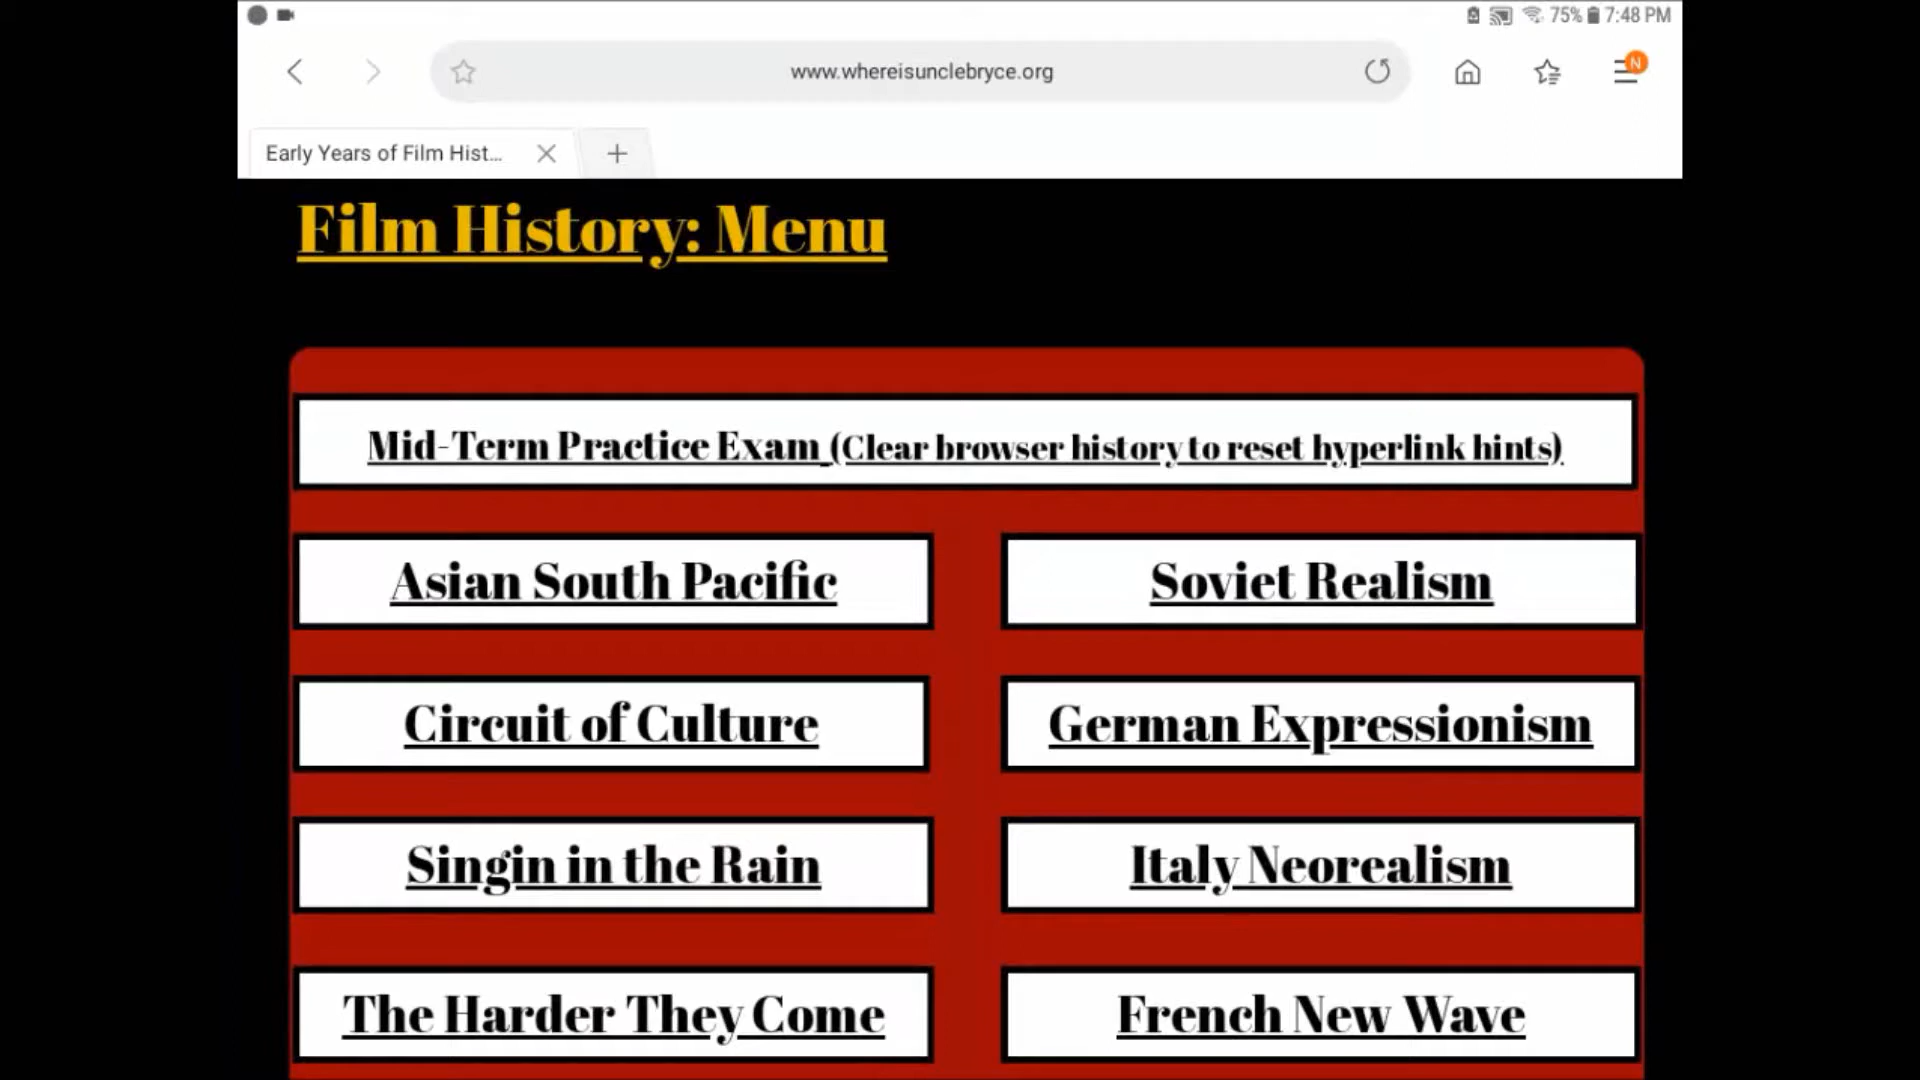 75% 7:48 PM
www.whereisunclebryce.org
N
Early Years of Film Hist...
Film History: Menu
Mid-Term Practice Exam (Clear browser history to reset hyperlink hints)
Asian South Pacific
Soviet Realism
Circuit of Culture
German Expressionism
Singin in the Rain
Italy Neorealism
The Harder They Come
French New Wave